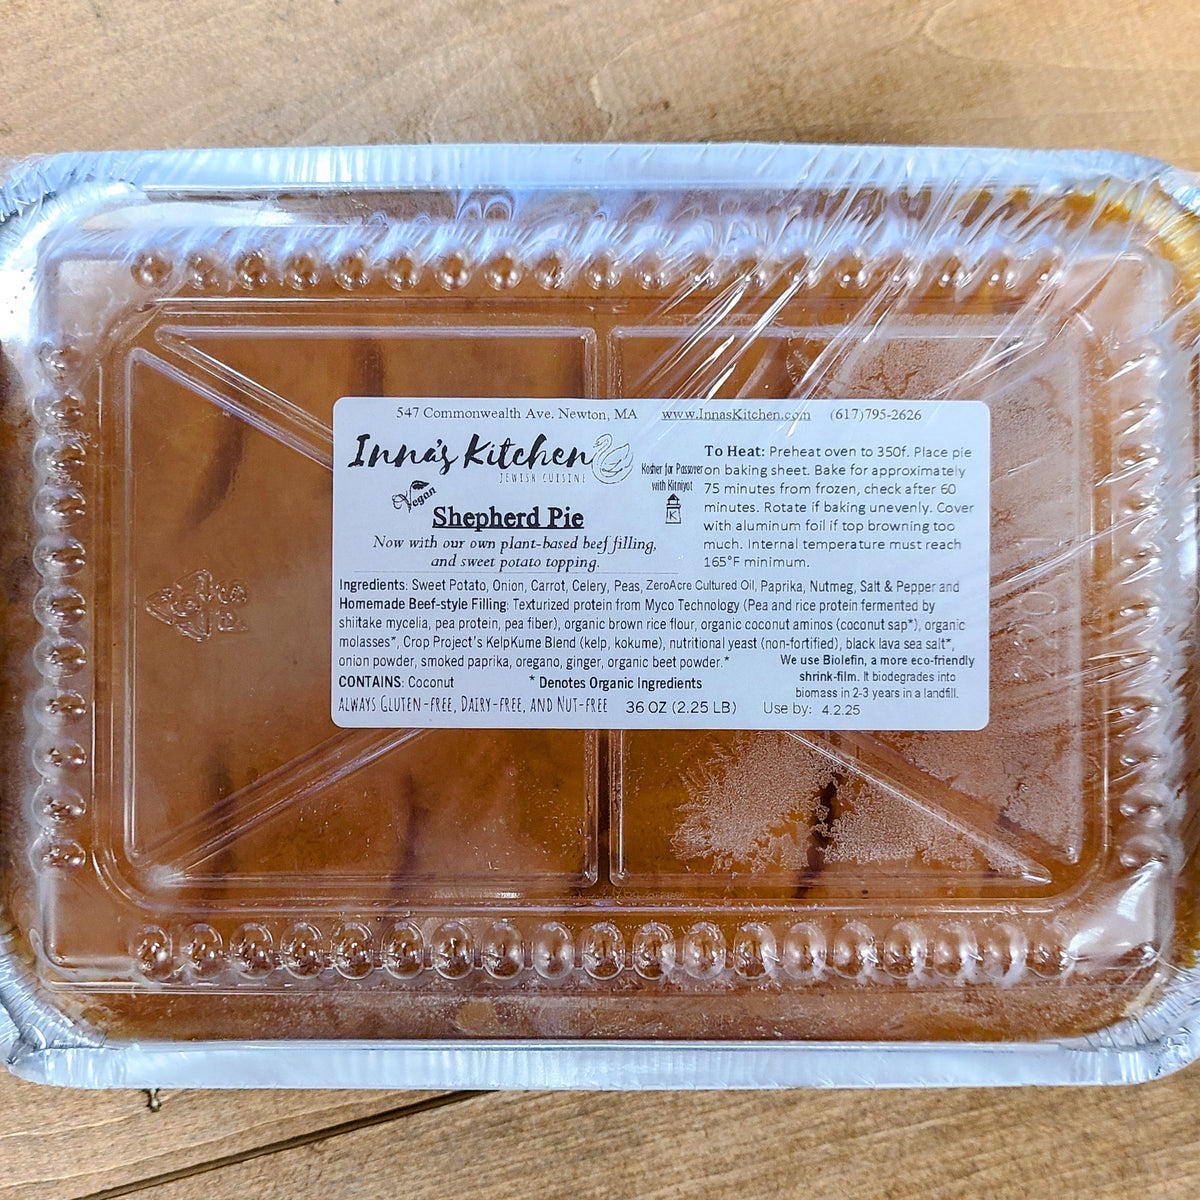 547 Commonwealth Ave. Newton, MA www.InnasKitchen.com (617)795-2626
Inna's Kitchen
JEWISH CUISINE
Vegan
Shepherd Pie
Now with our own plant-based beef filling,
and sweet potato topping.
Kosher for Passover
with Kitniyot
K
To Heat: Preheat oven to 350f. Place pie
on baking sheet. Bake for approximately
75 minutes from frozen, check after 60
minutes. Rotate if baking unevenly. Cover
with aluminum foil if top browning too
much. Internal temperature must reach
165°F minimum.
Ingredients: Sweet Potato, Onion, Carrot, Celery, Peas, ZeroAcre Cultured Oil, Paprika, Nutmeg, Salt & Pepper and
Homemade Beef-style Filling: Texturized protein from Myco Technology (Pea and rice protein fermented by
shiitake mycelia, pea protein, pea fiber), organic brown rice flour, organic coconut aminos (coconut sap*), organic
molasses*, Crop Project's KelpKume Blend (kelp, kokume), nutritional yeast (non-fortified), black lava sea salt*,
onion powder, smoked paprika, oregano, ginger, organic beet powder.*
We use Biolefin, a more eco-friendly
shrink-film. It biodegrades into
biomass in 2-3 years in a landfill.
CONTAINS: Coconut * Denotes Organic Ingredients
ALWAYS GLUTEN-FREE, DAIRY-FREE, AND NUT-FREE 36 OZ (2.25 LB) Use by: 4.2.25